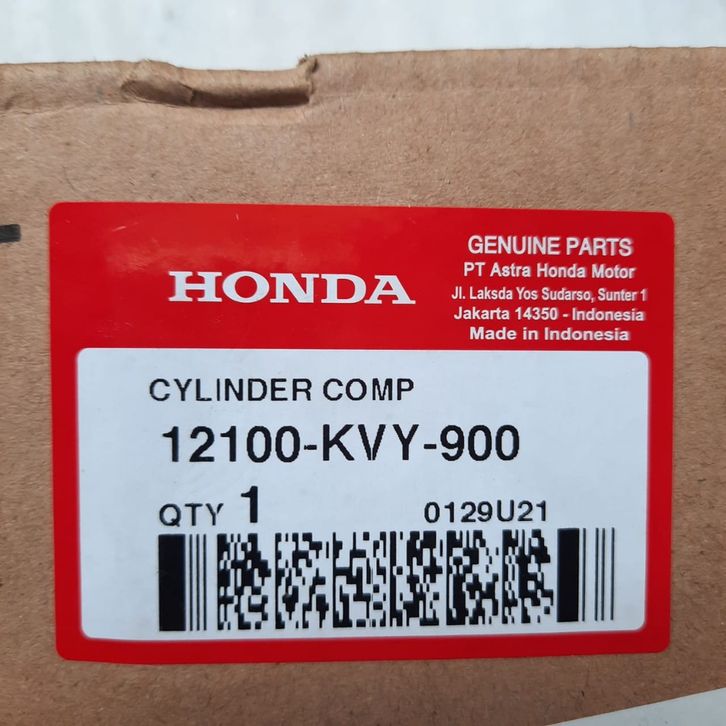 HONDA
GENUINE PARTS
PT Astra Honda Motor
Jl. Laksda Yos Sudarso, Sunter 1
Jakarta 14350 - Indonesia
Made in Indonesia
CYLINDER COMP
12100-KVY-900
QTY 1 0129U21